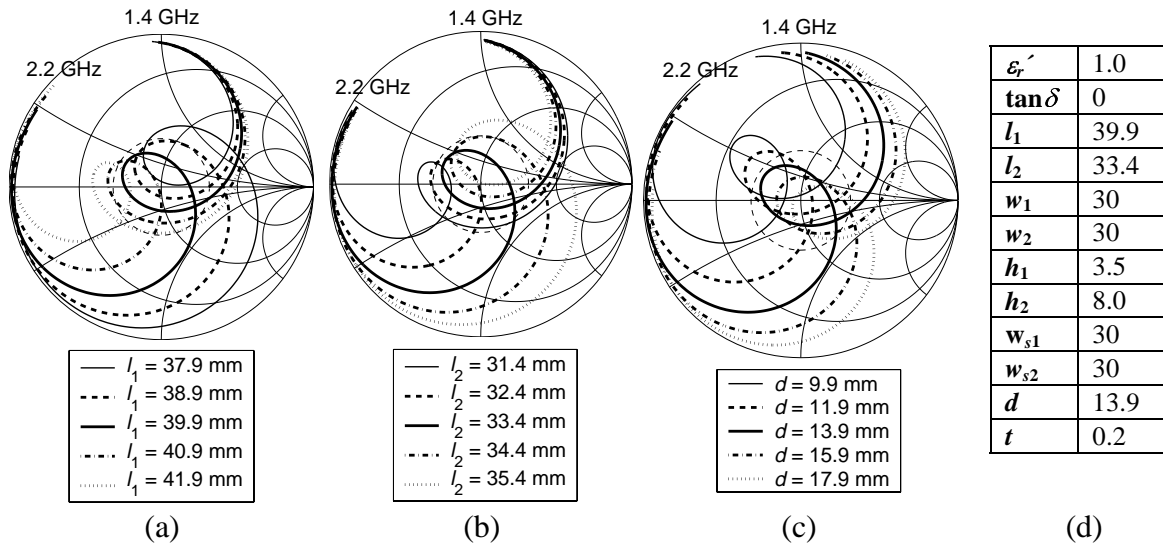 1.4 GHz
2.2 GHz
l1 = 37.9 mm
l1 = 38.9 mm
l1 = 39.9 mm
l1 = 40.9 mm
l1 = 41.9 mm
(a)
1.4 GHz
2.2 GHz
l2 = 31.4 mm
l2 = 32.4 mm
l2 = 33.4 mm
l2 = 34.4 mm
l2 = 35.4 mm
(b)
1.4 GHz
2.2 GHz
d = 9.9 mm
d = 11.9 mm
d = 13.9 mm
d = 15.9 mm
d = 17.9 mm
(c)
εr´ 1.0
tanδ 0
l1 39.9
l2 33.4
w1 30
w2 30
h1 3.5
h2 8.0
ws1 30
ws2 30
d 13.9
t 0.2
(d)